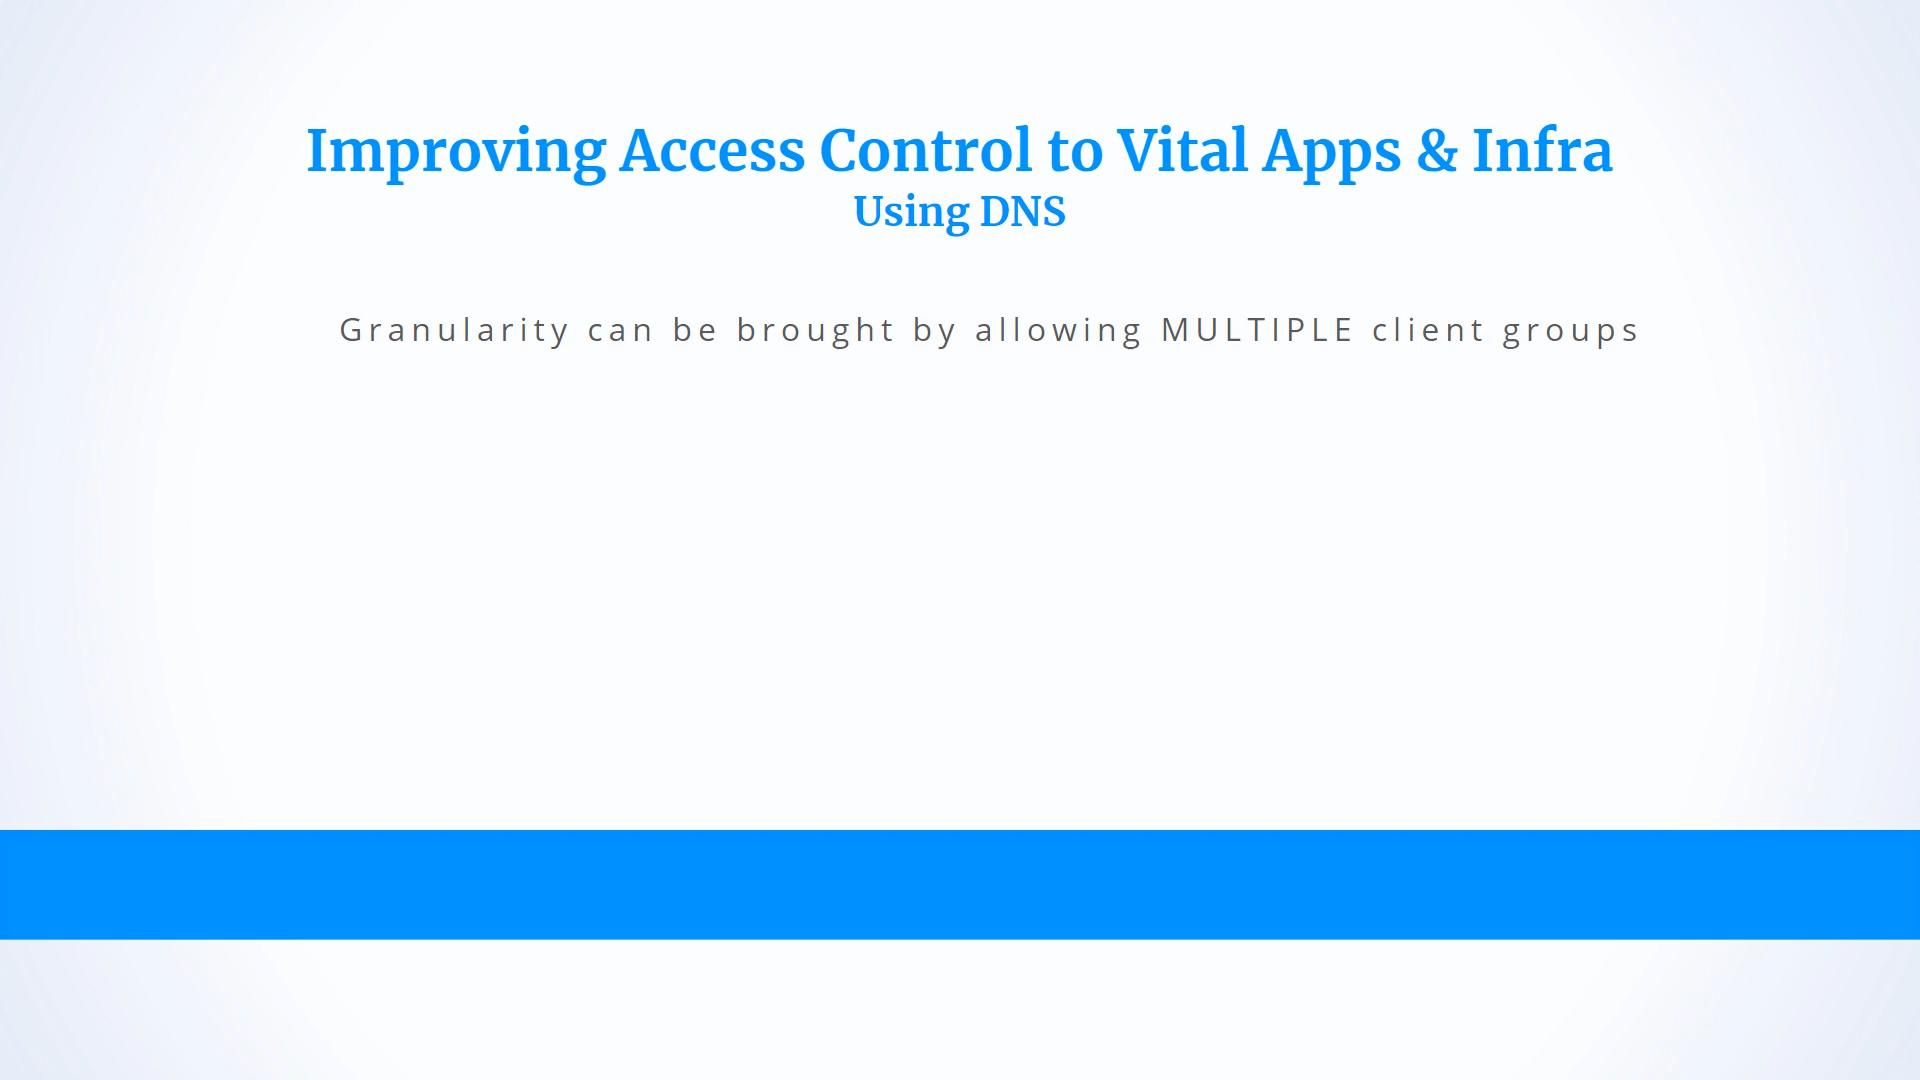 Improving Access Control to Vital Apps & Infra
Using DNS
Granularity can be brought by allowing MULTIPLE client groups